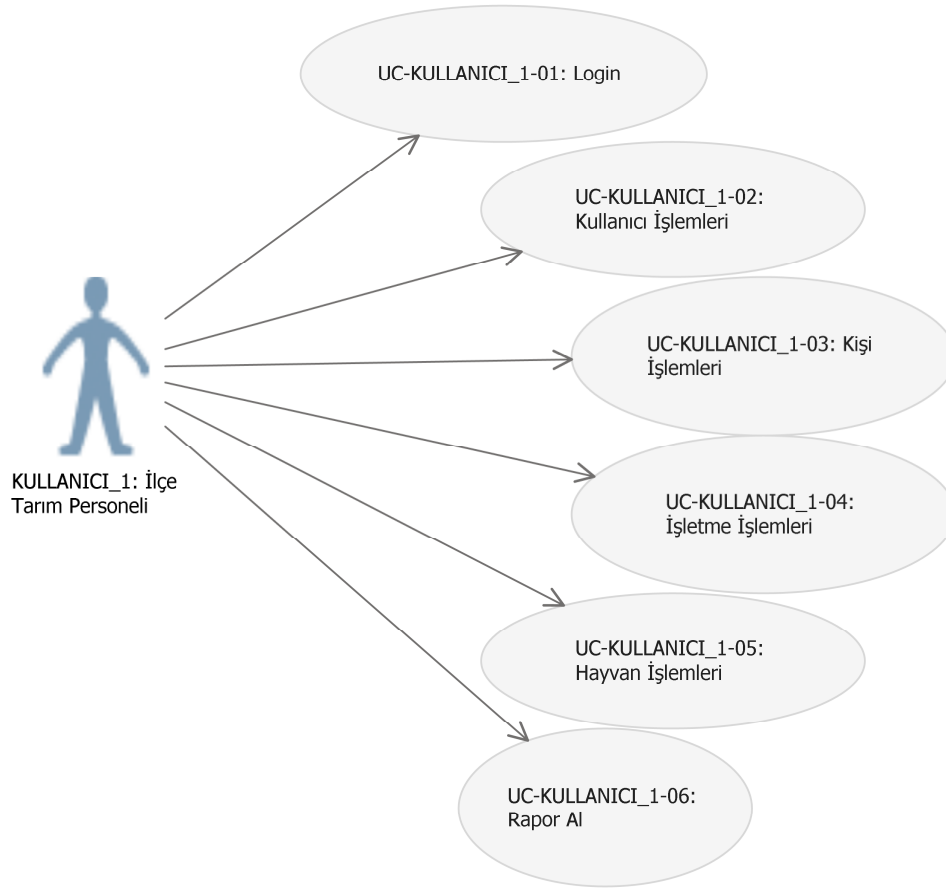 UC-KULLANICI_1-01: Login
UC-KULLANICI_1-02:
Kullanıcı İşlemleri
UC-KULLANICI_1-03: Kişi
İşlemleri
KULLANICI_1: İlçe
Tarım Personeli
UC-KULLANICI_1-04:
İşletme İşlemleri
UC-KULLANICI_1-05:
Hayvan İşlemleri
UC-KULLANICI_1-06:
Rapor Al